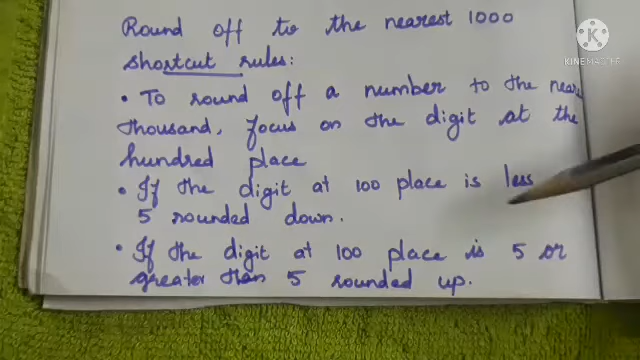 Round off to the nearest 1000
shortcut rules:
• To round off a number to the near
thousand, focus on the digit at the
hundred place
• If the digit at 100 place is less
5 rounded down.
• If the digit at 100 place is 5 or
greater than 5 rounded up.
K
KINEMASTER